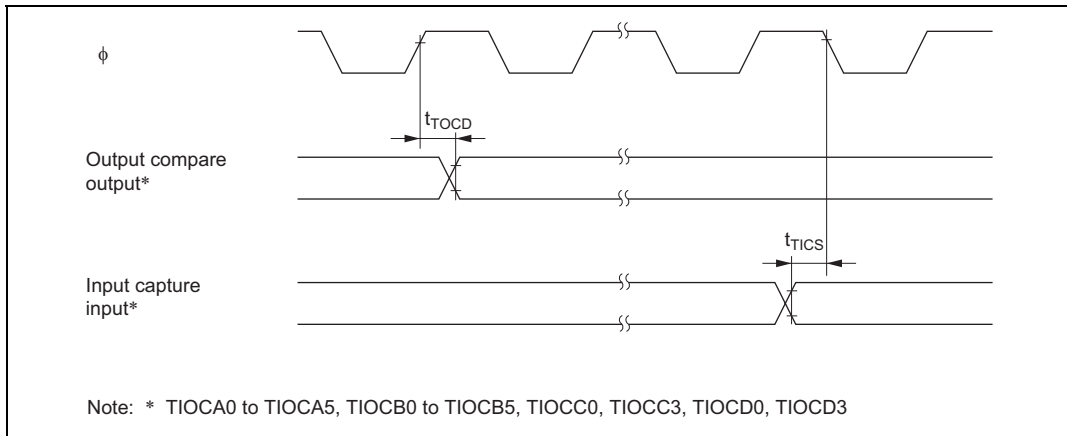 ϕ
tTOCD
Output compare
output*
tTICS
Input capture
input*
Note: * TIOCA0 to TIOCA5, TIOCB0 to TIOCB5, TIOCC0, TIOCC3, TIOCD0, TIOCD3